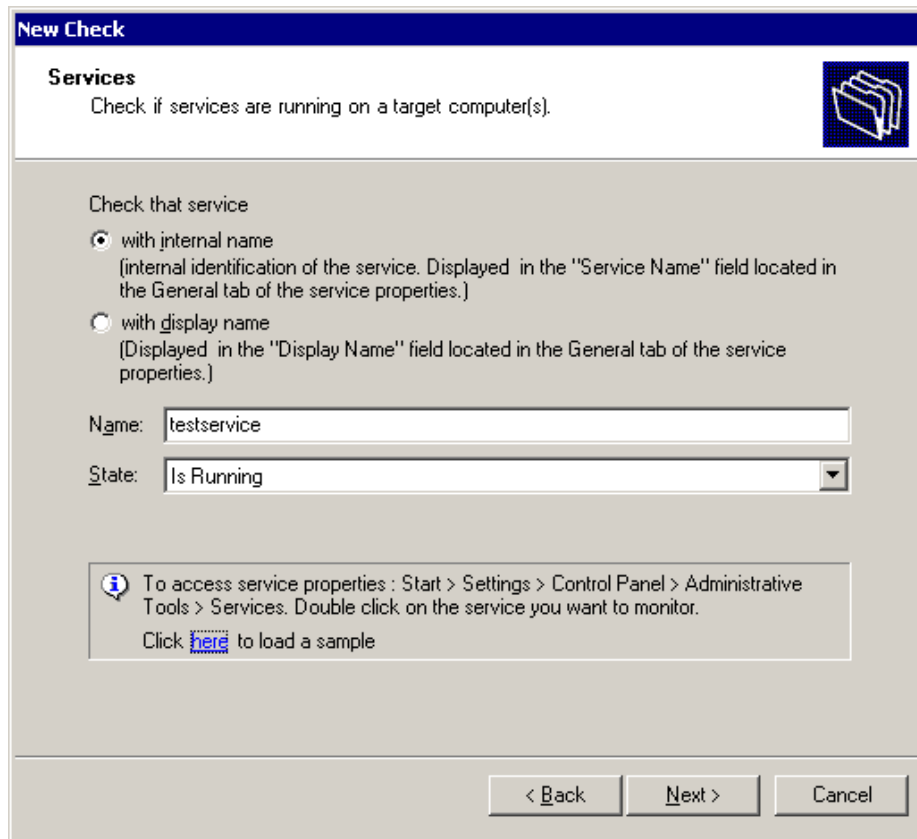 New Check
Services
Check if services are running on a target computer(s).
Check that service
with internal name
(internal identification of the service. Displayed  in the "Service Name" field located in
the General tab of the service properties.)
with display name
(Displayed  in the "Display Name" field located in the General tab of the service
properties.)
Name: testservice
State: Is Running
To access service properties : Start > Settings > Control Panel > Administrative
Tools > Services. Double click on the service you want to monitor.
Click here to load a sample
< Back Next > Cancel